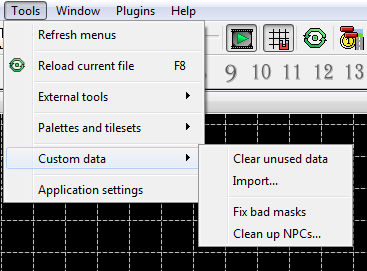 Tools Window Plugins Help
Refresh menus
Reload current file F8
External tools
Palettes and tilesets
Custom data
Application settings
9 10 11 12 13
Clear unused data
Import...
Fix bad masks
Clean up NPCs...